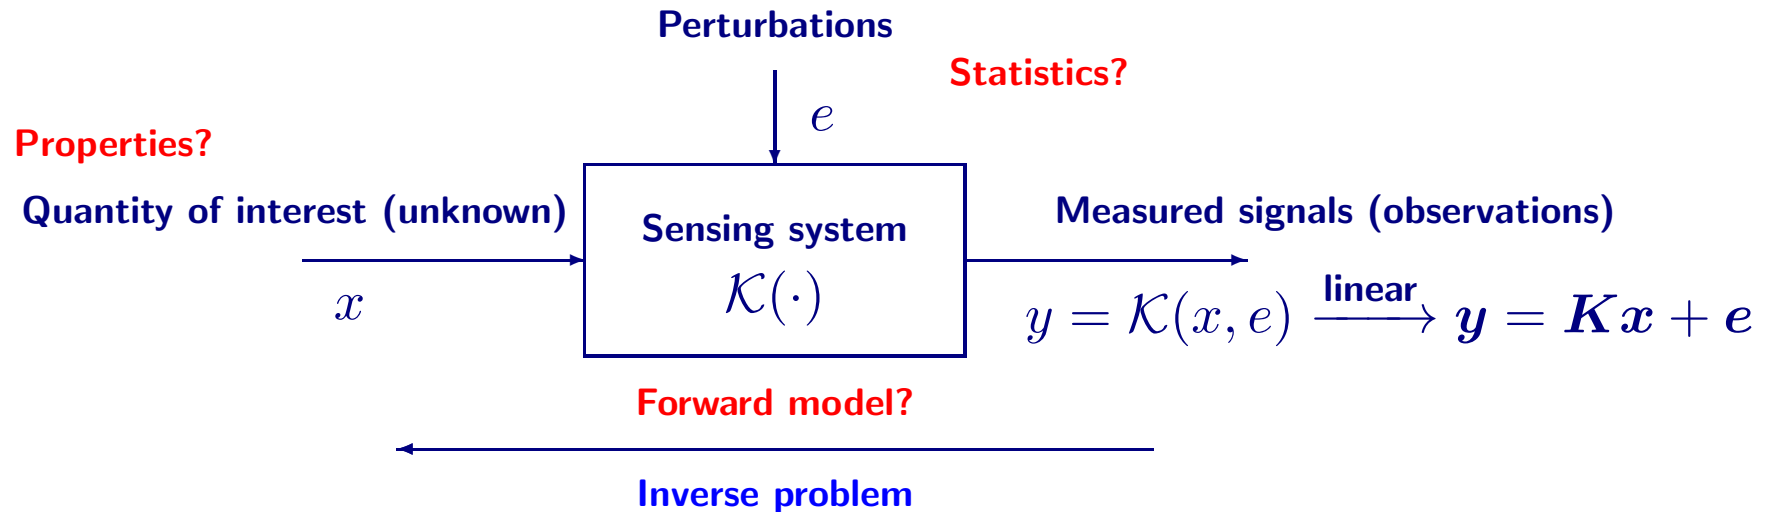 Perturbations
Statistics?
e
Properties?
Quantity of interest (unknown)
x
Sensing system
𝒦(·)
Measured signals (observations)
y = 𝒦(x, e) ⟶ linear 𝒚 = 𝑲𝒙 + 𝒆
Forward model?
Inverse problem